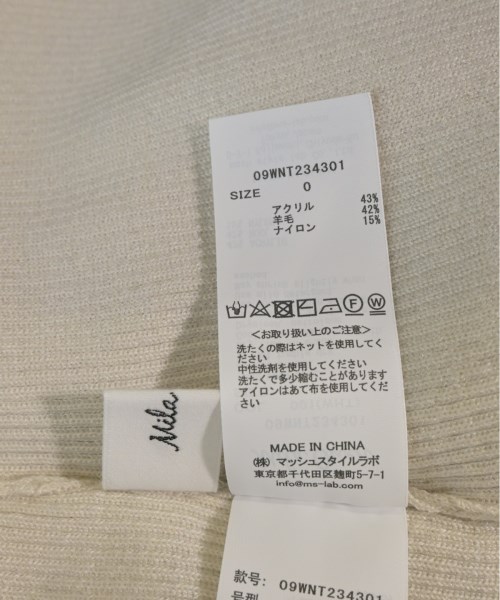 09WNT234301
SIZE 0
アクリル 43%
羊毛 42%
ナイロン 15%
F W
<お取り扱い上のご注意>
洗たくの際はネットを使用してく
ださい
中性洗剤を使用してください
洗たくで多少縮むことがあります
アイロンはあて布を使用してくだ
さい
MADE IN CHINA
(株) マッシュスタイルラボ
東京都千代田区麹町5-7-1
info@ms-lab.com
Mila
款号: 09WNT234301
号型